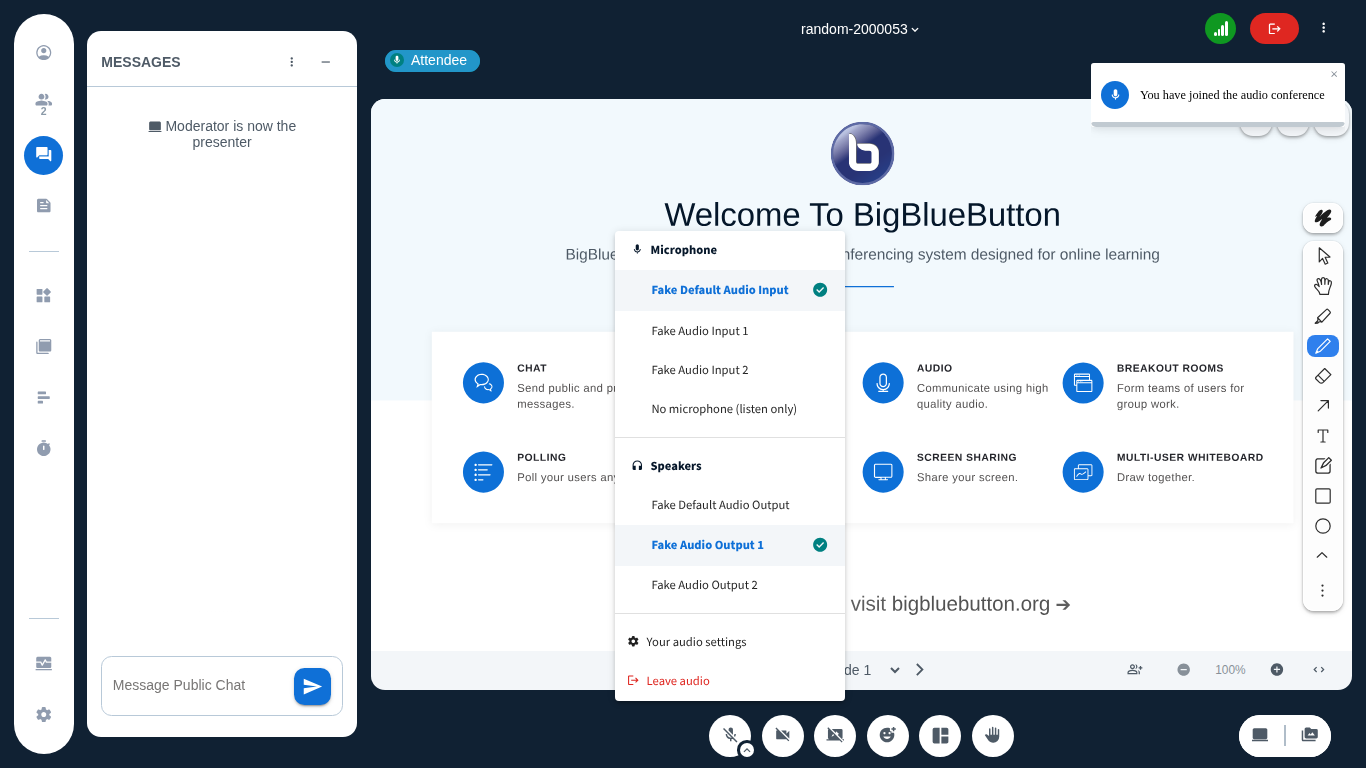 random-2000053
Attendee
You have joined the audio conference
2
MESSAGES
Moderator is now the
presenter
Message Public Chat
Welcome To BigBlueButton
BigBlue
nferencing system designed for online learning
CHAT
Send public and pr
messages.
AUDIO
Communicate using high
quality audio.
BREAKOUT ROOMS
Form teams of users for
group work.
POLLING
Poll your users any
SCREEN SHARING
Share your screen.
MULTI-USER WHITEBOARD
Draw together.
visit bigbluebutton.org ➔
Microphone
Fake Default Audio Input
Fake Audio Input 1
Fake Audio Input 2
No microphone (listen only)
Speakers
Fake Default Audio Output
Fake Audio Output 1
Fake Audio Output 2
Your audio settings
Leave audio
de 1
100%